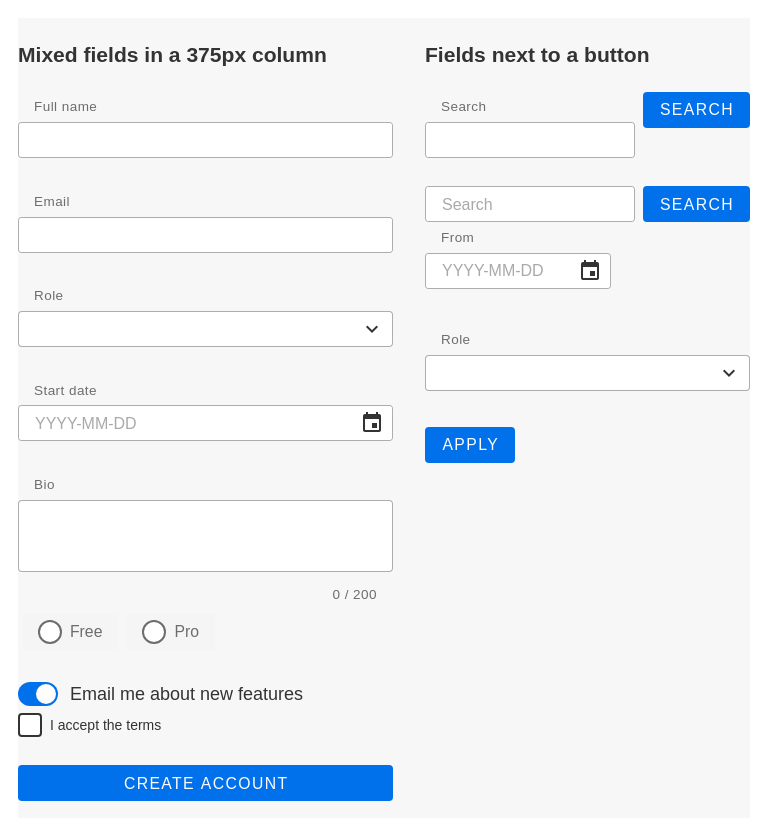 Mixed fields in a 375px column
Full name
Email
Role
Start date
YYYY-MM-DD
Bio
0 / 200
Free
Pro
Email me about new features
I accept the terms
CREATE ACCOUNT
Fields next to a button
Search
SEARCH
Search
SEARCH
From
YYYY-MM-DD
Role
APPLY